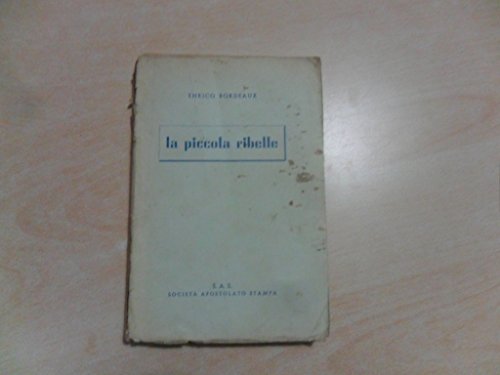 ENRICO BORDEAUX
la piccola ribelle
S.A.S.
SOCIETÀ APOSTOLATO STAMPA